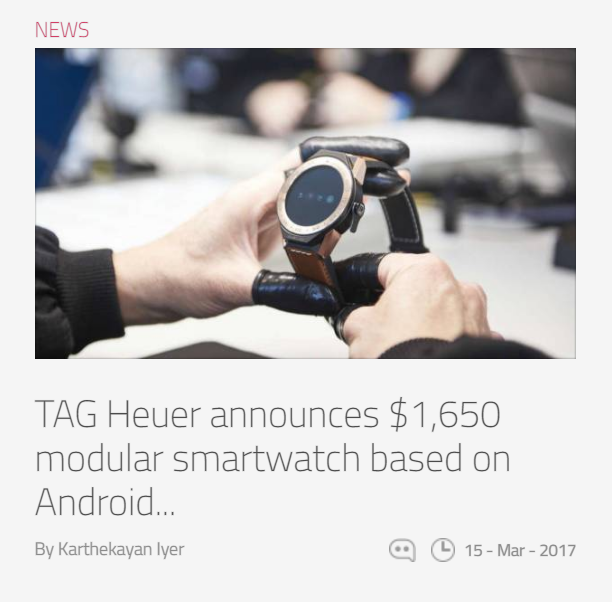 NEWS
TAG Heuer announces $1,650
modular smartwatch based on
Android...
By Karthekayan Iyer
15 - Mar - 2017